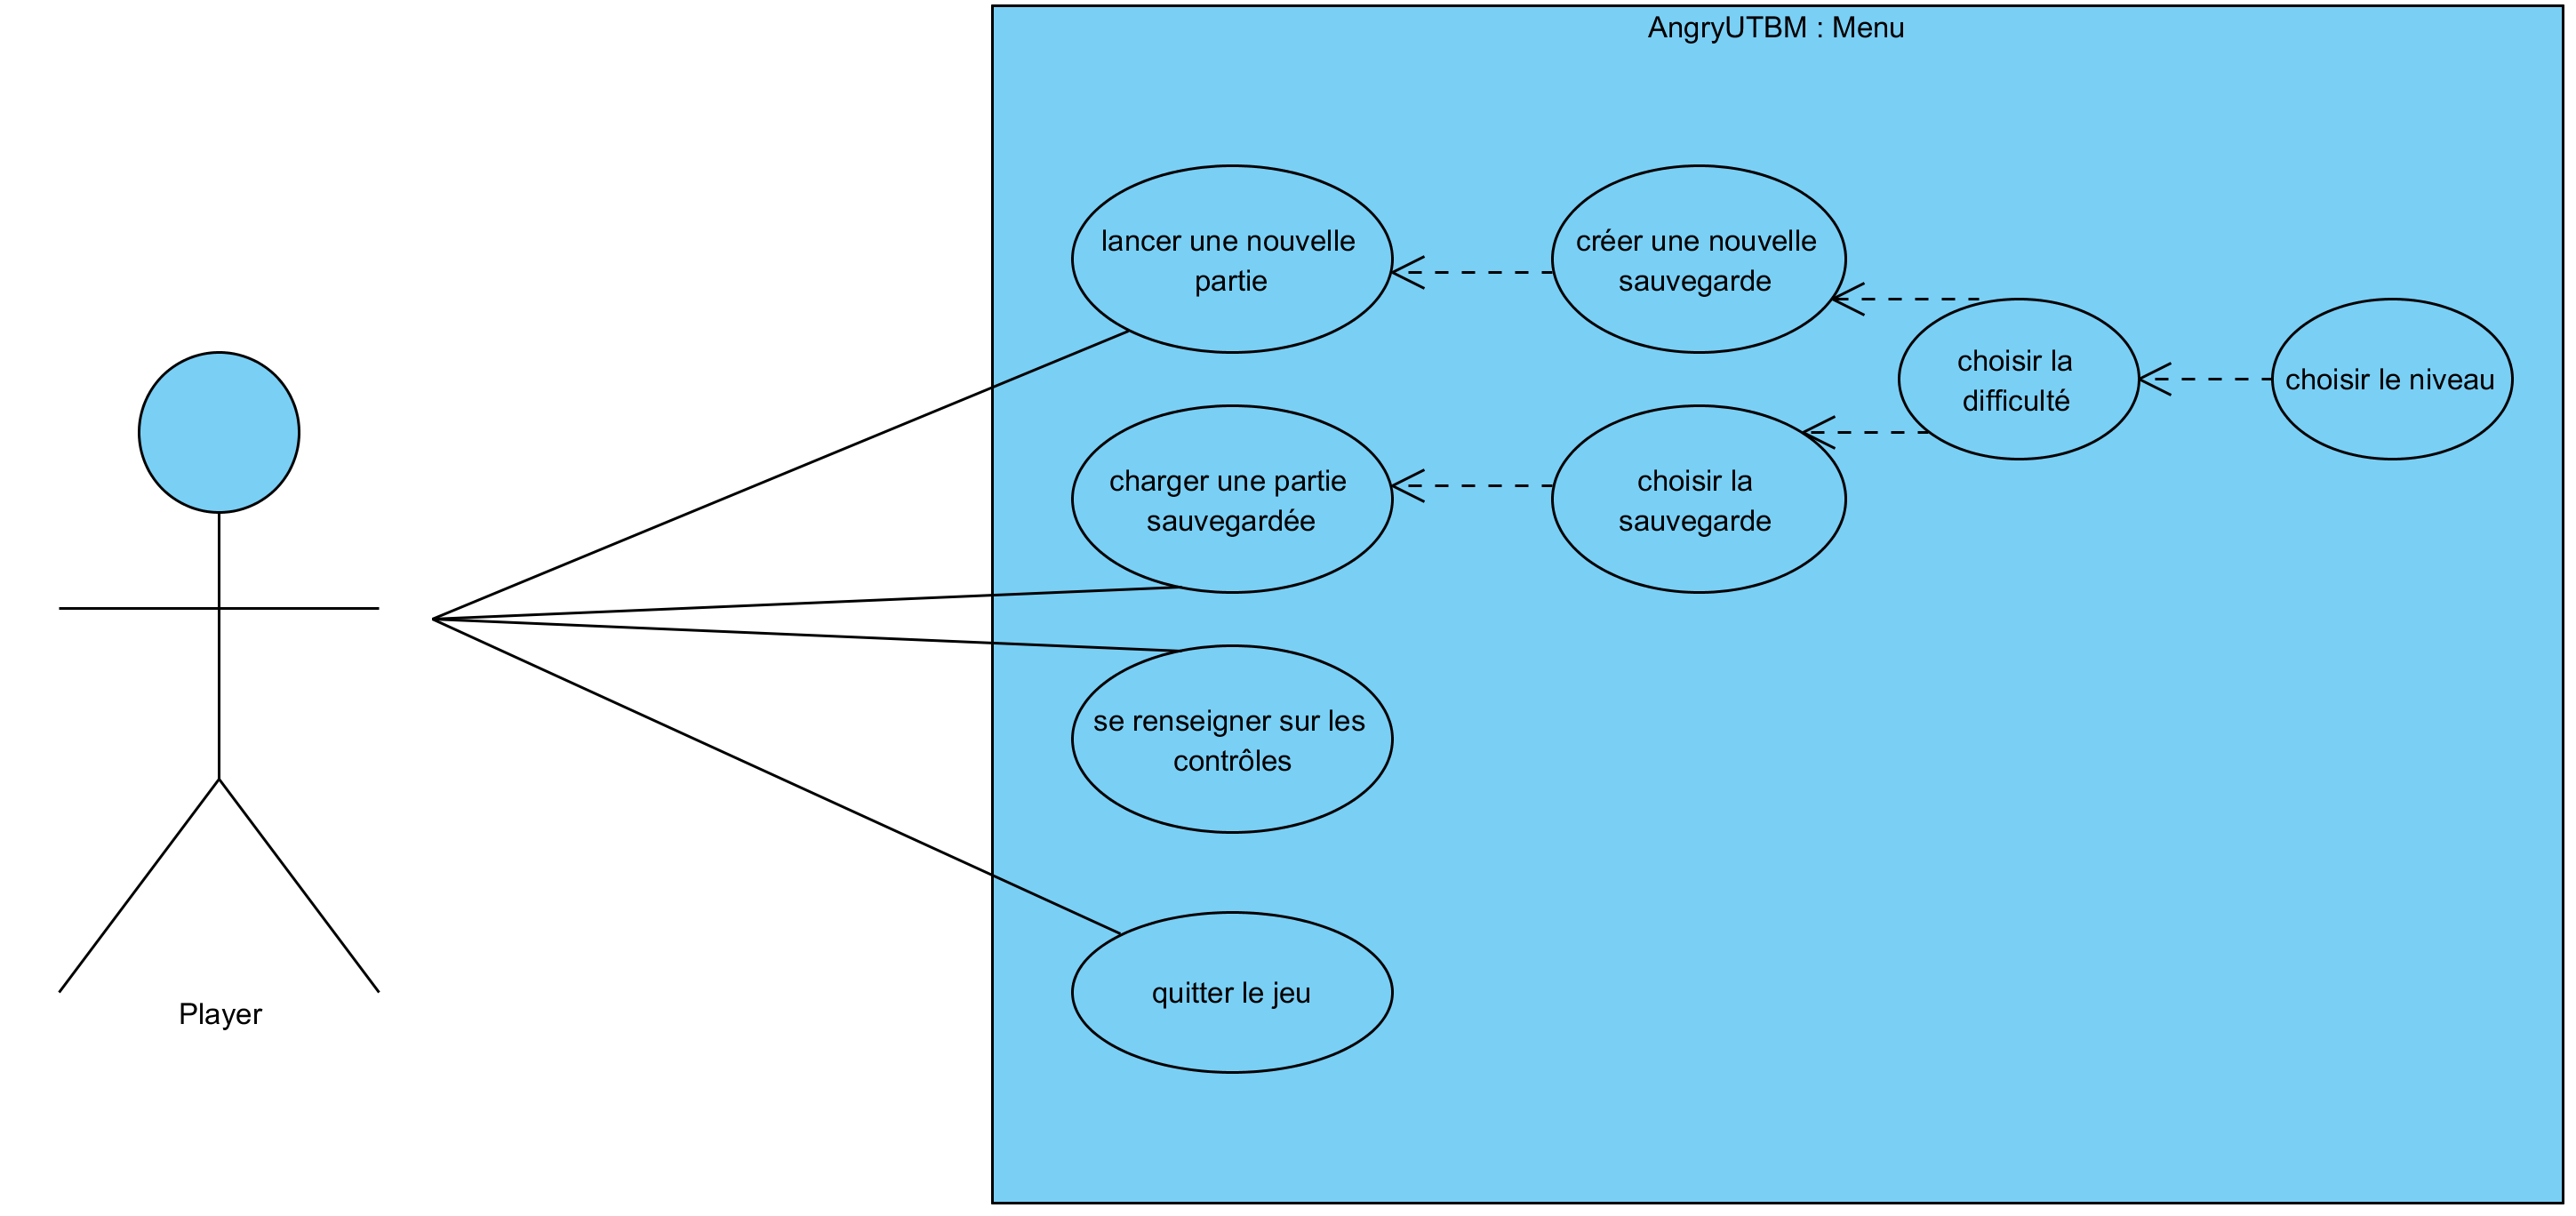 AngryUTBM : Menu
lancer une nouvelle
partie
créer une nouvelle
sauvegarde
choisir la
difficulté
choisir le niveau
charger une partie
sauvegardée
choisir la
sauvegarde
se renseigner sur les
contrôles
quitter le jeu
Player